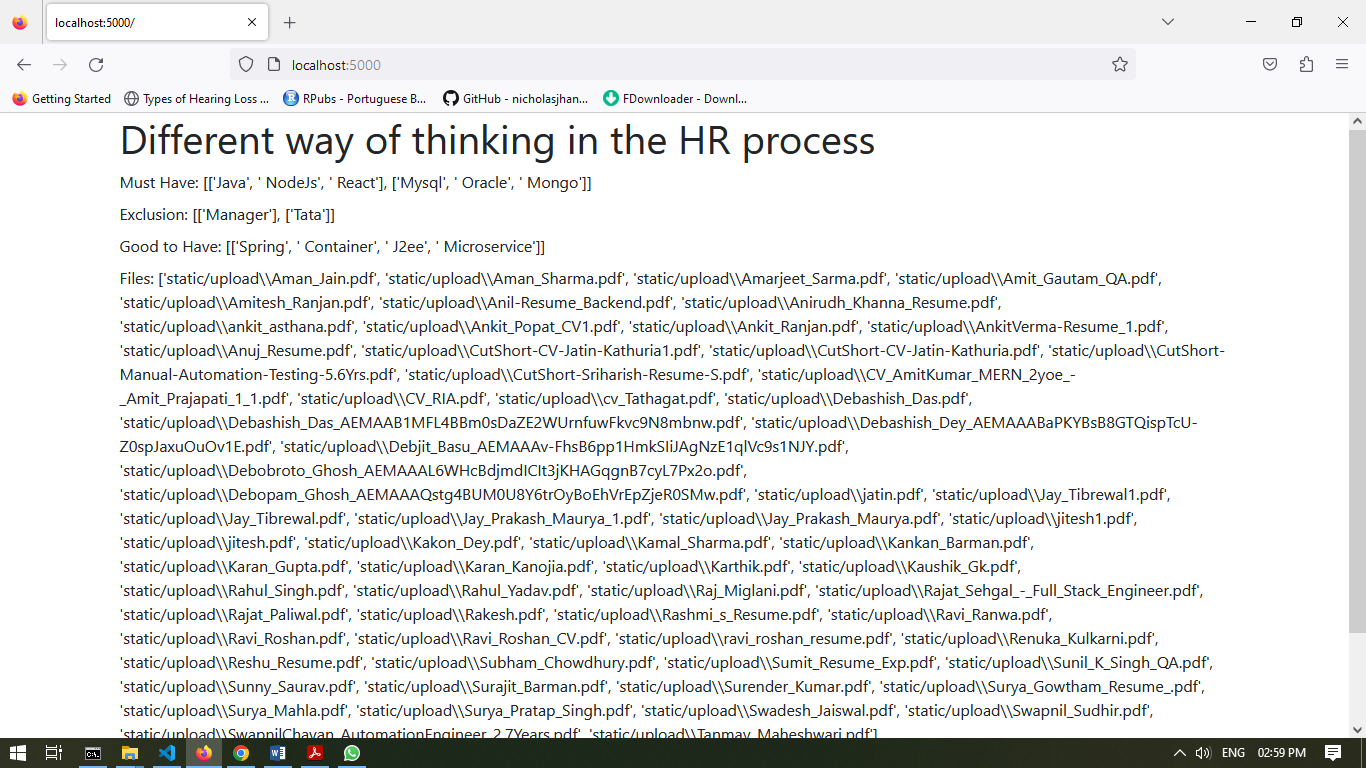 localhost:5000/
localhost:5000
Getting Started
Types of Hearing Loss ...
RPubs - Portuguese B...
GitHub - nicholasjhan...
FDownloader - Downl...
Different way of thinking in the HR process
Must Have: [['Java', ' NodeJs', ' React'], ['Mysql', ' Oracle', ' Mongo']]
Exclusion: [['Manager'], ['Tata']]
Good to Have: [['Spring', ' Container', ' J2ee', ' Microservice']]
Files: ['static/upload\\Aman_Jain.pdf', 'static/upload\\Aman_Sharma.pdf', 'static/upload\\Amarjeet_Sarma.pdf', 'static/upload\\Amit_Gautam_QA.pdf',
'static/upload\\Amitesh_Ranjan.pdf', 'static/upload\\Anil-Resume_Backend.pdf', 'static/upload\\Anirudh_Khanna_Resume.pdf',
'static/upload\\ankit_asthana.pdf', 'static/upload\\Ankit_Popat_CV1.pdf', 'static/upload\\Ankit_Ranjan.pdf', 'static/upload\\AnkitVerma-Resume_1.pdf',
'static/upload\\Anuj_Resume.pdf', 'static/upload\\CutShort-CV-Jatin-Kathuria1.pdf', 'static/upload\\CutShort-CV-Jatin-Kathuria.pdf', 'static/upload\\CutShort-
Manual-Automation-Testing-5.6Yrs.pdf', 'static/upload\\CutShort-Sriharish-Resume-S.pdf', 'static/upload\\CV_AmitKumar_MERN_2yoe_-
_Amit_Prajapati_1_1.pdf', 'static/upload\\CV_RIA.pdf', 'static/upload\\cv_Tathagat.pdf', 'static/upload\\Debashish_Das.pdf',
'static/upload\\Debashish_Das_AEMAAB1MFL4BBm0sDaZE2WUrnfuwFkvc9N8mbnw.pdf', 'static/upload\\Debashish_Dey_AEMAAABaPKYBsB8GTQispTcU-
Z0spJaxuOuOv1E.pdf', 'static/upload\\Debjit_Basu_AEMAAAv-FhsB6pp1HmkSIiJAgNzE1qlVc9s1NJY.pdf',
'static/upload\\Debobroto_Ghosh_AEMAAAL6WHcBdjmdICIt3jKHAGqgnB7cyL7Px2o.pdf',
'static/upload\\Debopam_Ghosh_AEMAAAQstg4BUM0U8Y6trOyBoEhVrEpZjeR0SMw.pdf', 'static/upload\\jatin.pdf', 'static/upload\\Jay_Tibrewal1.pdf',
'static/upload\\Jay_Tibrewal.pdf', 'static/upload\\Jay_Prakash_Maurya_1.pdf', 'static/upload\\Jay_Prakash_Maurya.pdf', 'static/upload\\jitesh1.pdf',
'static/upload\\jitesh.pdf', 'static/upload\\Kakon_Dey.pdf', 'static/upload\\Kamal_Sharma.pdf', 'static/upload\\Kankan_Barman.pdf',
'static/upload\\Karan_Gupta.pdf', 'static/upload\\Karan_Kanojia.pdf', 'static/upload\\Karthik.pdf', 'static/upload\\Kaushik_Gk.pdf',
'static/upload\\Rahul_Singh.pdf', 'static/upload\\Rahul_Yadav.pdf', 'static/upload\\Raj_Miglani.pdf', 'static/upload\\Rajat_Sehgal_-_Full_Stack_Engineer.pdf',
'static/upload\\Rajat_Paliwal.pdf', 'static/upload\\Rakesh.pdf', 'static/upload\\Rashmi_s_Resume.pdf', 'static/upload\\Ravi_Ranwa.pdf',
'static/upload\\Ravi_Roshan.pdf', 'static/upload\\Ravi_Roshan_CV.pdf', 'static/upload\\ravi_roshan_resume.pdf', 'static/upload\\Renuka_Kulkarni.pdf',
'static/upload\\Reshu_Resume.pdf', 'static/upload\\Subham_Chowdhury.pdf', 'static/upload\\Sumit_Resume_Exp.pdf', 'static/upload\\Sunil_K_Singh_QA.pdf',
'static/upload\\Sunny_Saurav.pdf', 'static/upload\\Surajit_Barman.pdf', 'static/upload\\Surender_Kumar.pdf', 'static/upload\\Surya_Gowtham_Resume_.pdf',
'static/upload\\Surya_Mahla.pdf', 'static/upload\\Surya_Pratap_Singh.pdf', 'static/upload\\Swadesh_Jaiswal.pdf', 'static/upload\\Swapnil_Sudhir.pdf',
'static/upload\\SwapnilChavan_AutomationEngineer_2.7Years.pdf', 'static/upload\\Tanmay_Maheshwari.pdf']
ENG
02:59 PM